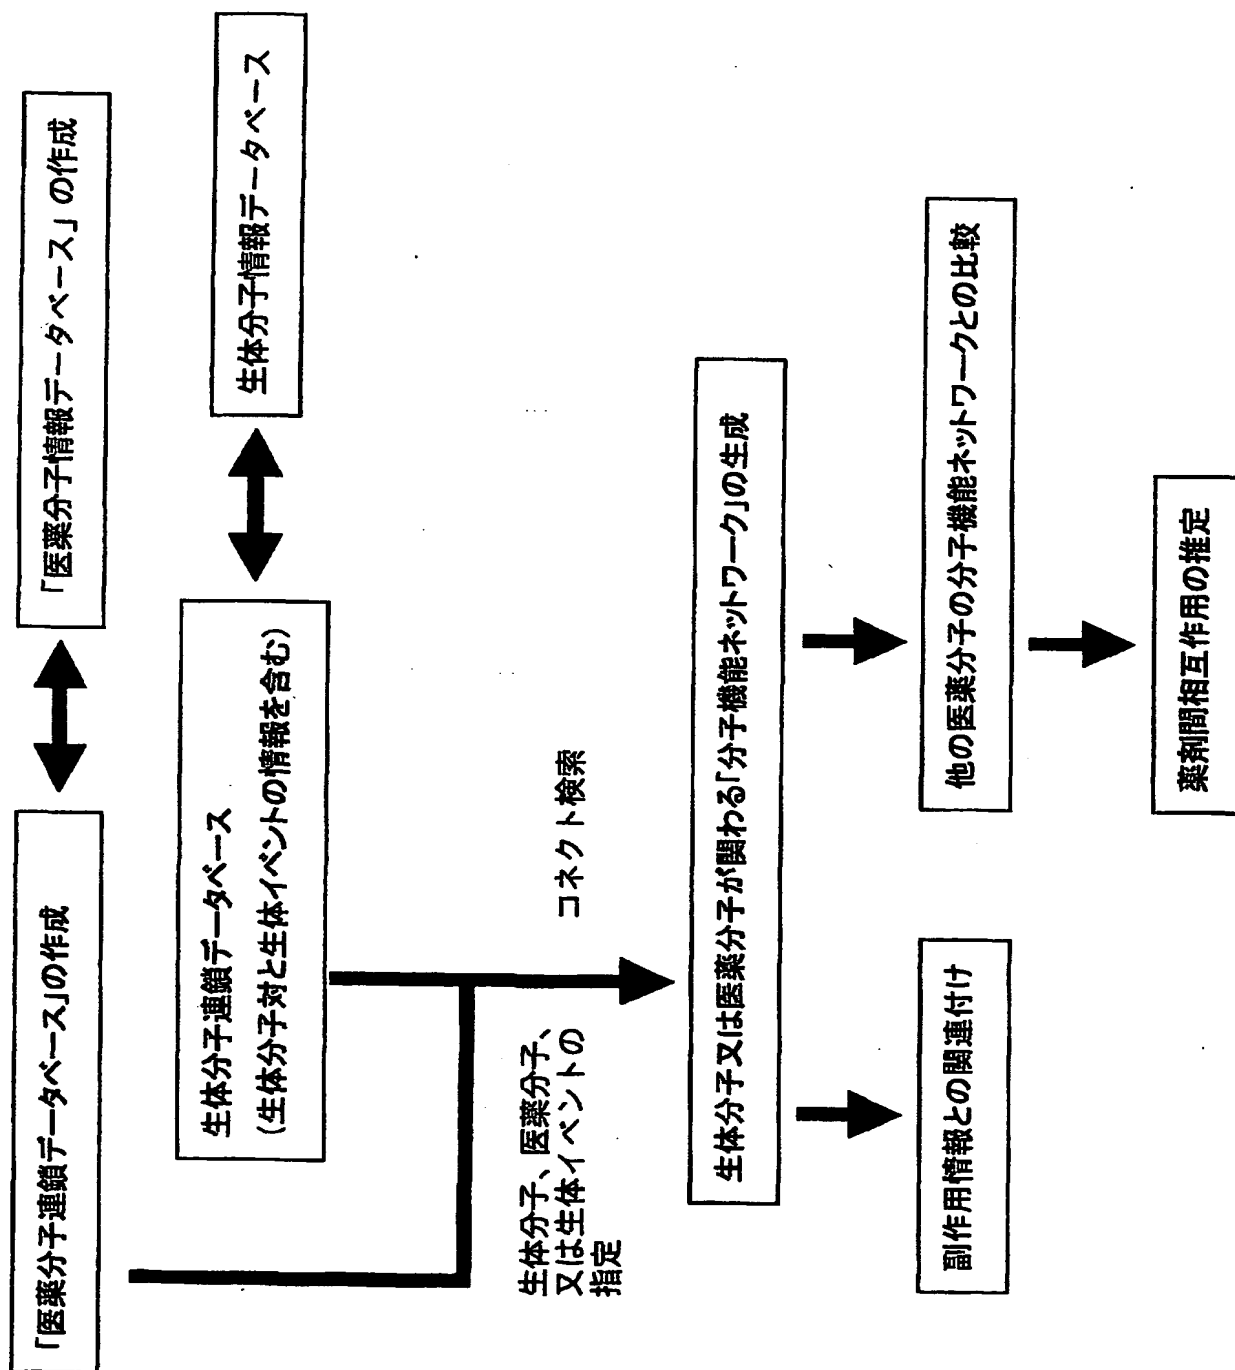 「医薬分子連鎖データベース」の作成
「医薬分子情報データベース」の作成
生体分子連鎖データベース
(生体分子対と生体イベントの情報を含む)
生体分子情報データベース
生体分子、医薬分子、
又は生体イベントの
指定
コネクト検索
生体分子又は医薬分子が関わる「分子機能ネットワーク」の生成
副作用情報との関連付け
他の医薬分子の分子機能ネットワークとの比較
薬剤間相互作用の推定